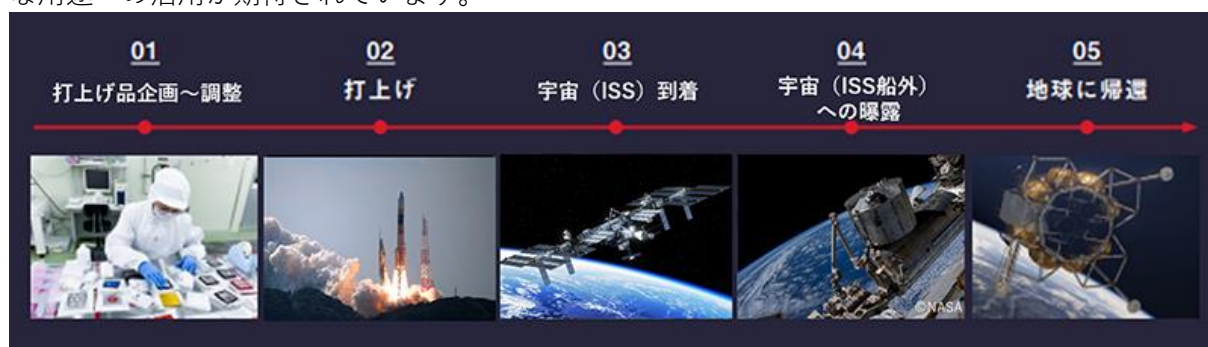 01
打上げ品企画～調整
02
打上げ
03
宇宙（ISS）到着
04
宇宙（ISS船外）
への曝露
05
地球に帰還
©NASA